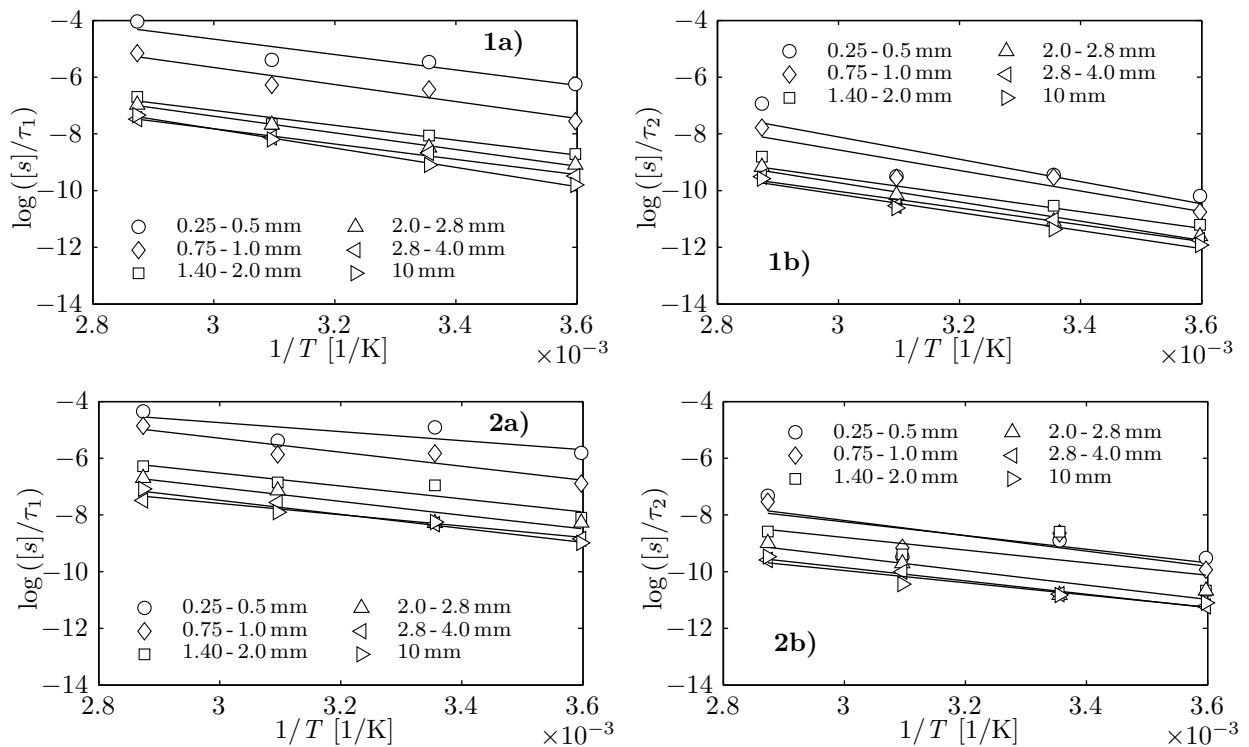 1a)
log([s]/τ1)
−4
−6
−8
−10
−12
−14
0.25 - 0.5 mm
0.75 - 1.0 mm
1.40 - 2.0 mm
2.0 - 2.8 mm
2.8 - 4.0 mm
10 mm
2.8 3 3.2 3.4 3.6
×10−3
1/T [1/K]
1b)
log([s]/τ2)
−4
−6
−8
−10
−12
−14
0.25 - 0.5 mm
0.75 - 1.0 mm
1.40 - 2.0 mm
2.0 - 2.8 mm
2.8 - 4.0 mm
10 mm
2.8 3 3.2 3.4 3.6
×10−3
1/T [1/K]
2a)
log([s]/τ1)
−4
−6
−8
−10
−12
−14
0.25 - 0.5 mm
0.75 - 1.0 mm
1.40 - 2.0 mm
2.0 - 2.8 mm
2.8 - 4.0 mm
10 mm
2.8 3 3.2 3.4 3.6
×10−3
1/T [1/K]
2b)
log([s]/τ2)
−4
−6
−8
−10
−12
−14
0.25 - 0.5 mm
0.75 - 1.0 mm
1.40 - 2.0 mm
2.0 - 2.8 mm
2.8 - 4.0 mm
10 mm
2.8 3 3.2 3.4 3.6
×10−3
1/T [1/K]